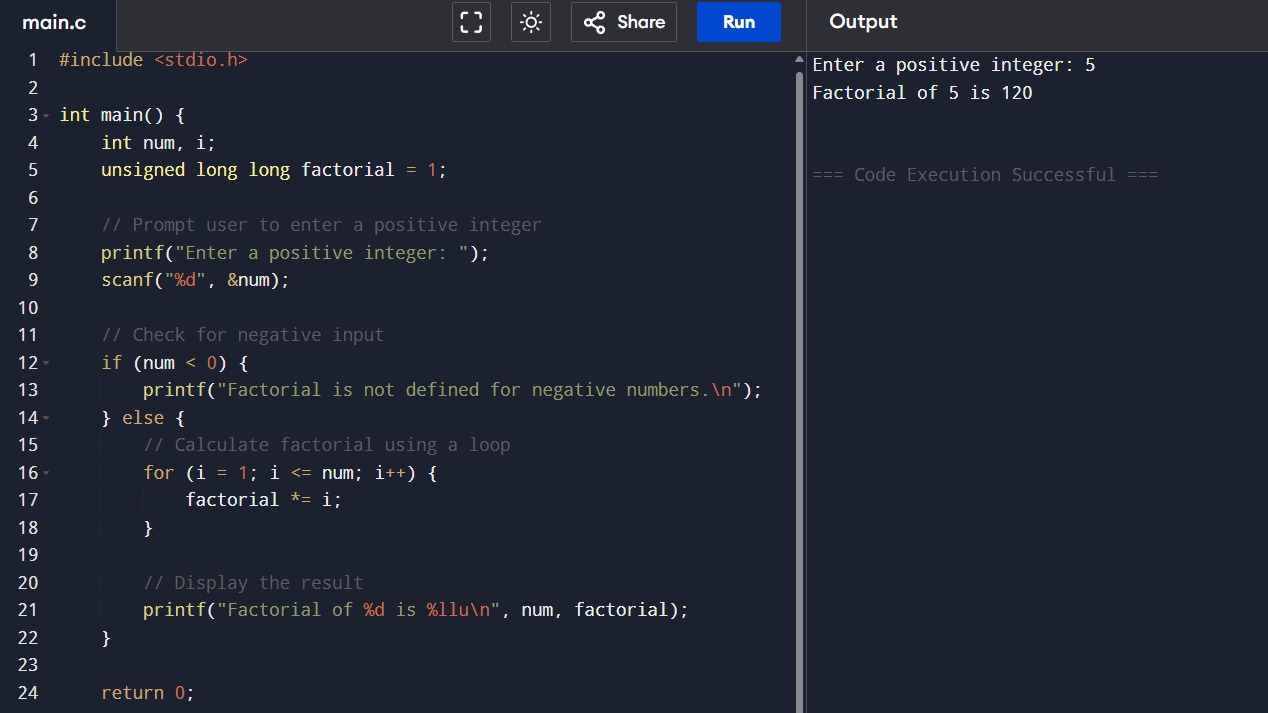 main.c
Share
Run
Output
1 #include <stdio.h>
2
3 int main() {
4     int num, i;
5     unsigned long long factorial = 1;
6
7     // Prompt user to enter a positive integer
8     printf("Enter a positive integer: ");
9     scanf("%d", &num);
10
11     // Check for negative input
12     if (num < 0) {
13         printf("Factorial is not defined for negative numbers.\n");
14     } else {
15         // Calculate factorial using a loop
16         for (i = 1; i <= num; i++) {
17             factorial *= i;
18         }
19
20         // Display the result
21         printf("Factorial of %d is %llu\n", num, factorial);
22     }
23
24     return 0;
Enter a positive integer: 5
Factorial of 5 is 120
=== Code Execution Successful ===